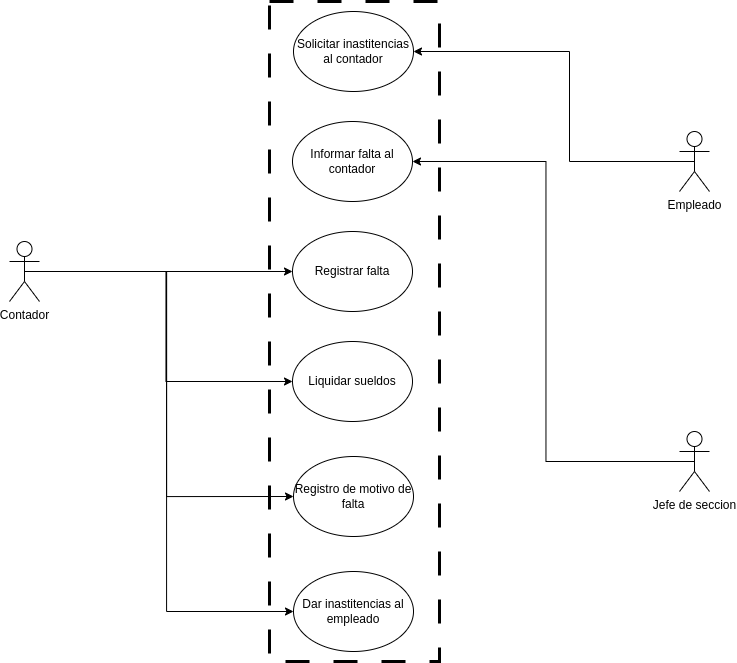 Solicitar inastitencias
al contador
Informar falta al
contador
Empleado
Registrar falta
Contador
Liquidar sueldos
Registro de motivo de
falta
Jefe de seccion
Dar inastitencias al
empleado